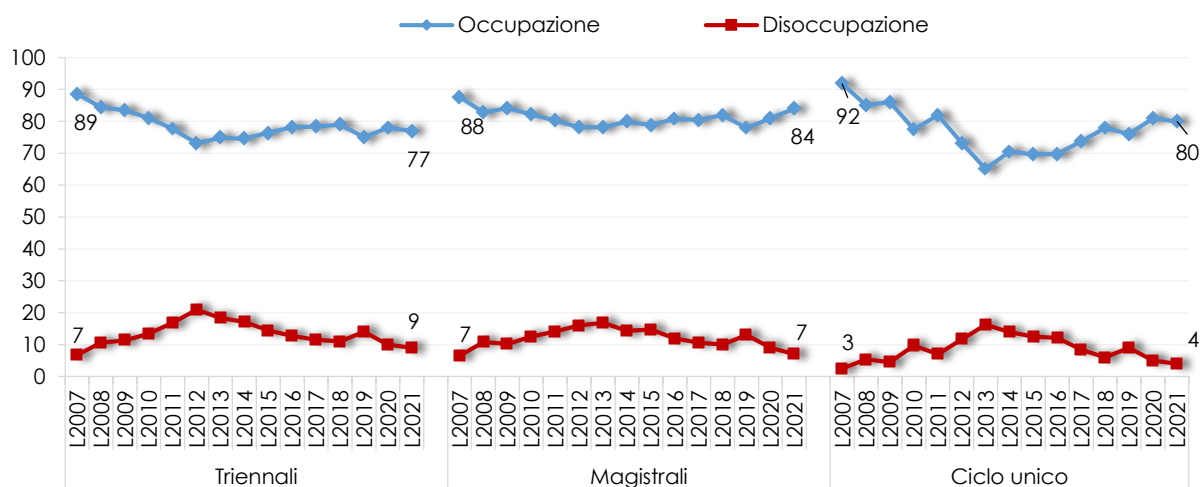 Occupazione Disoccupazione
100
90
80
70
60
50
40
30
20
10
0
89 77 88 84 92 80
7 9 7 7 3 4
L2007 L2008 L2009 L2010 L2011 L2012 L2013 L2014 L2015 L2016 L2017 L2018 L2019 L2020 L2021
L2007 L2008 L2009 L2010 L2011 L2012 L2013 L2014 L2015 L2016 L2017 L2018 L2019 L2020 L2021
L2007 L2008 L2009 L2010 L2011 L2012 L2013 L2014 L2015 L2016 L2017 L2018 L2019 L2020 L2021
Triennali Magistrali Ciclo unico